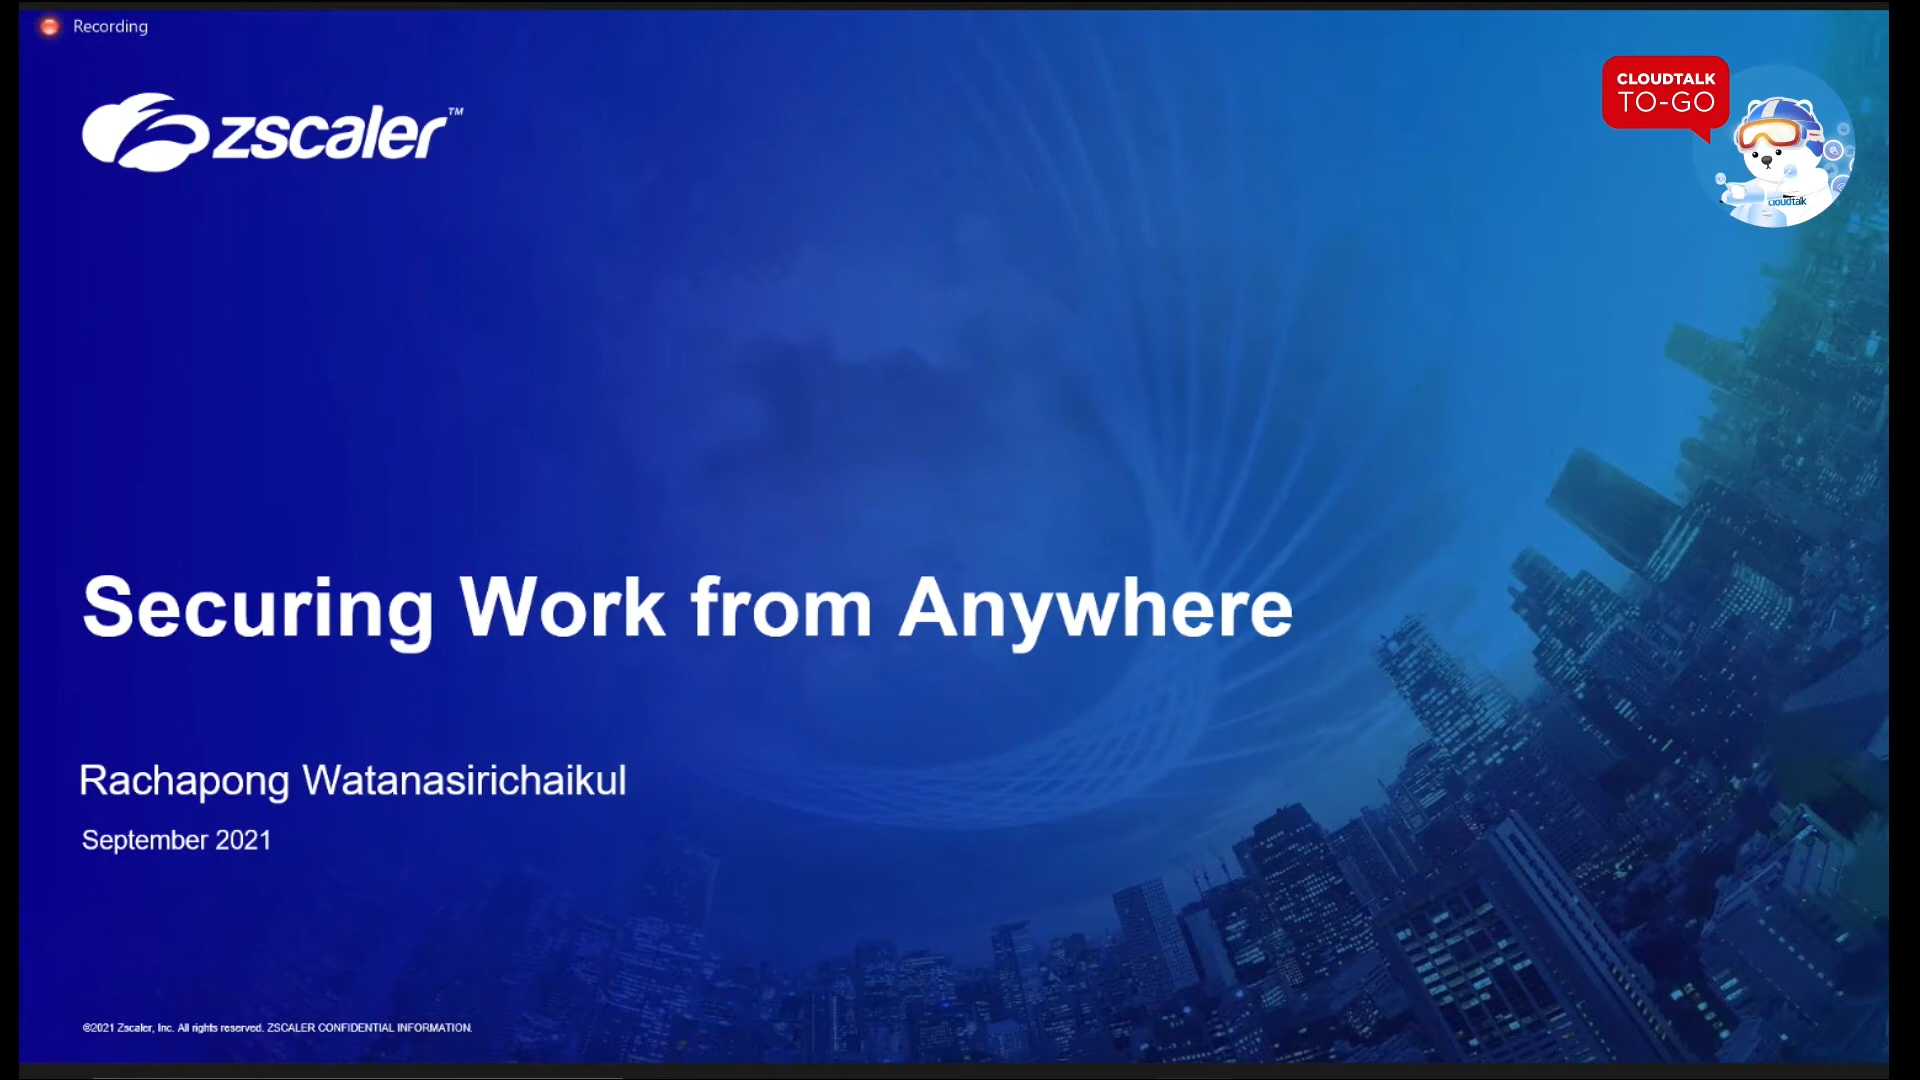 Recording
zscaler™
CLOUDTALK
TO-GO
cloudtalk
Securing Work from Anywhere
Rachapong Watanasirichaikul
September 2021
©2021 Zscaler, Inc. All rights reserved. ZSCALER CONFIDENTIAL INFORMATION.